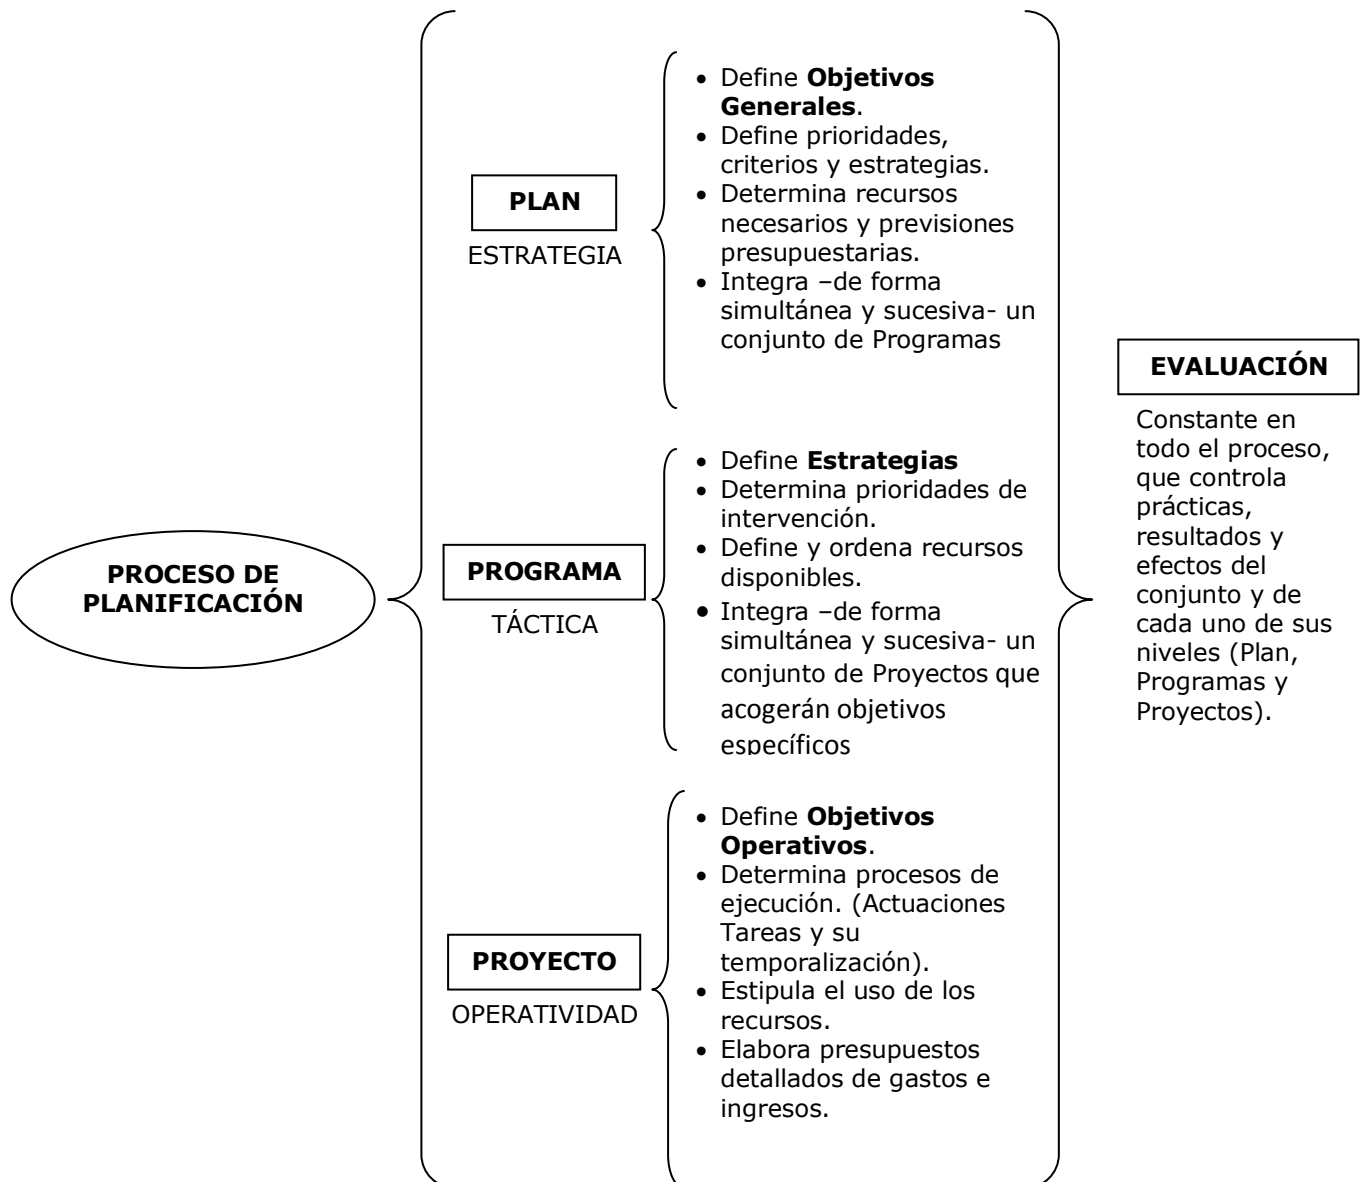 PROCESO DE
PLANIFICACIÓN
PLAN
ESTRATEGIA
• Define Objetivos
Generales.
• Define prioridades,
criterios y estrategias.
• Determina recursos
necesarios y previsiones
presupuestarias.
• Integra –de forma
simultánea y sucesiva- un
conjunto de Programas
PROGRAMA
TÁCTICA
• Define Estrategias
• Determina prioridades de
intervención.
• Define y ordena recursos
disponibles.
• Integra –de forma
simultánea y sucesiva- un
conjunto de Proyectos que
acogerán objetivos
específicos
PROYECTO
OPERATIVIDAD
• Define Objetivos
Operativos.
• Determina procesos de
ejecución. (Actuaciones
Tareas y su
temporalización).
• Estipula el uso de los
recursos.
• Elabora presupuestos
detallados de gastos e
ingresos.
EVALUACIÓN
Constante en
todo el proceso,
que controla
prácticas,
resultados y
efectos del
conjunto y de
cada uno de sus
niveles (Plan,
Programas y
Proyectos).